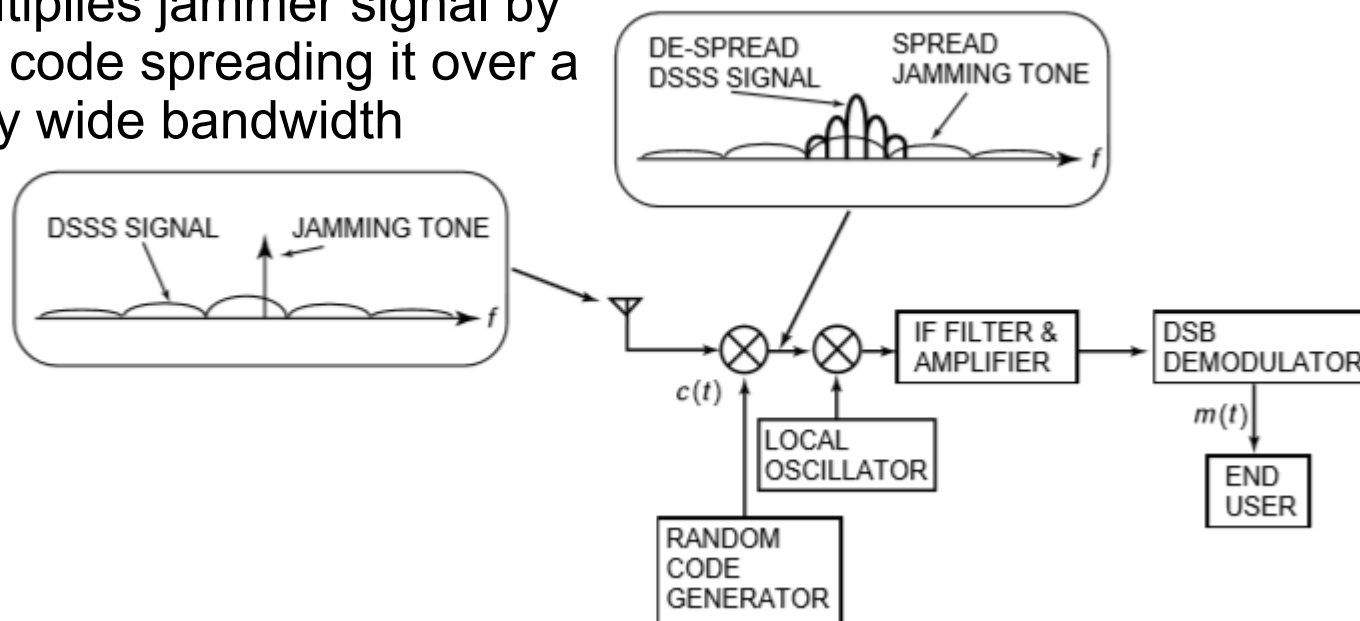 multiplies jammer signal by
code spreading it over a
wide bandwidth
DE-SPREAD
DSSS SIGNAL
SPREAD
JAMMING TONE
f
DSSS SIGNAL
JAMMING TONE
f
c(t)
LOCAL
OSCILLATOR
RANDOM
CODE
GENERATOR
IF FILTER &
AMPLIFIER
DSB
DEMODULATOR
m(t)
END
USER